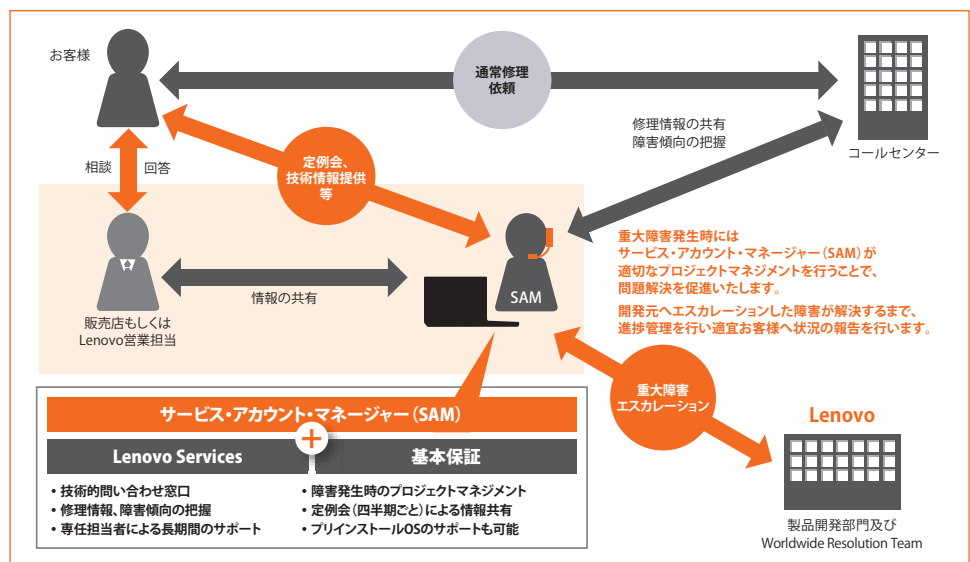 お客様
通常修理
依頼
修理情報の共有
障害傾向の把握
コールセンター
相談
回答
定例会、
技術情報提供
等
SAM
情報の共有
販売店もしくは
Lenovo営業担当
重大障害発生時には
サービス・アカウント・マネージャー（SAM）が
適切なプロジェクトマネジメントを行うことで、
問題解決を促進いたします。
開発元へエスカレーションした障害が解決するまで、
進捗管理を行い適宜お客様へ状況の報告を行います。
重大障害
エスカレーション
Lenovo
製品開発部門及び
Worldwide Resolution Team
サービス・アカウント・マネージャー（SAM）
+
Lenovo Services
基本保証
・技術的問い合わせ窓口
・修理情報、障害傾向の把握
・専任担当者による長期間のサポート
・障害発生時のプロジェクトマネジメント
・定例会（四半期ごと）による情報共有
・プリインストールOSのサポートも可能